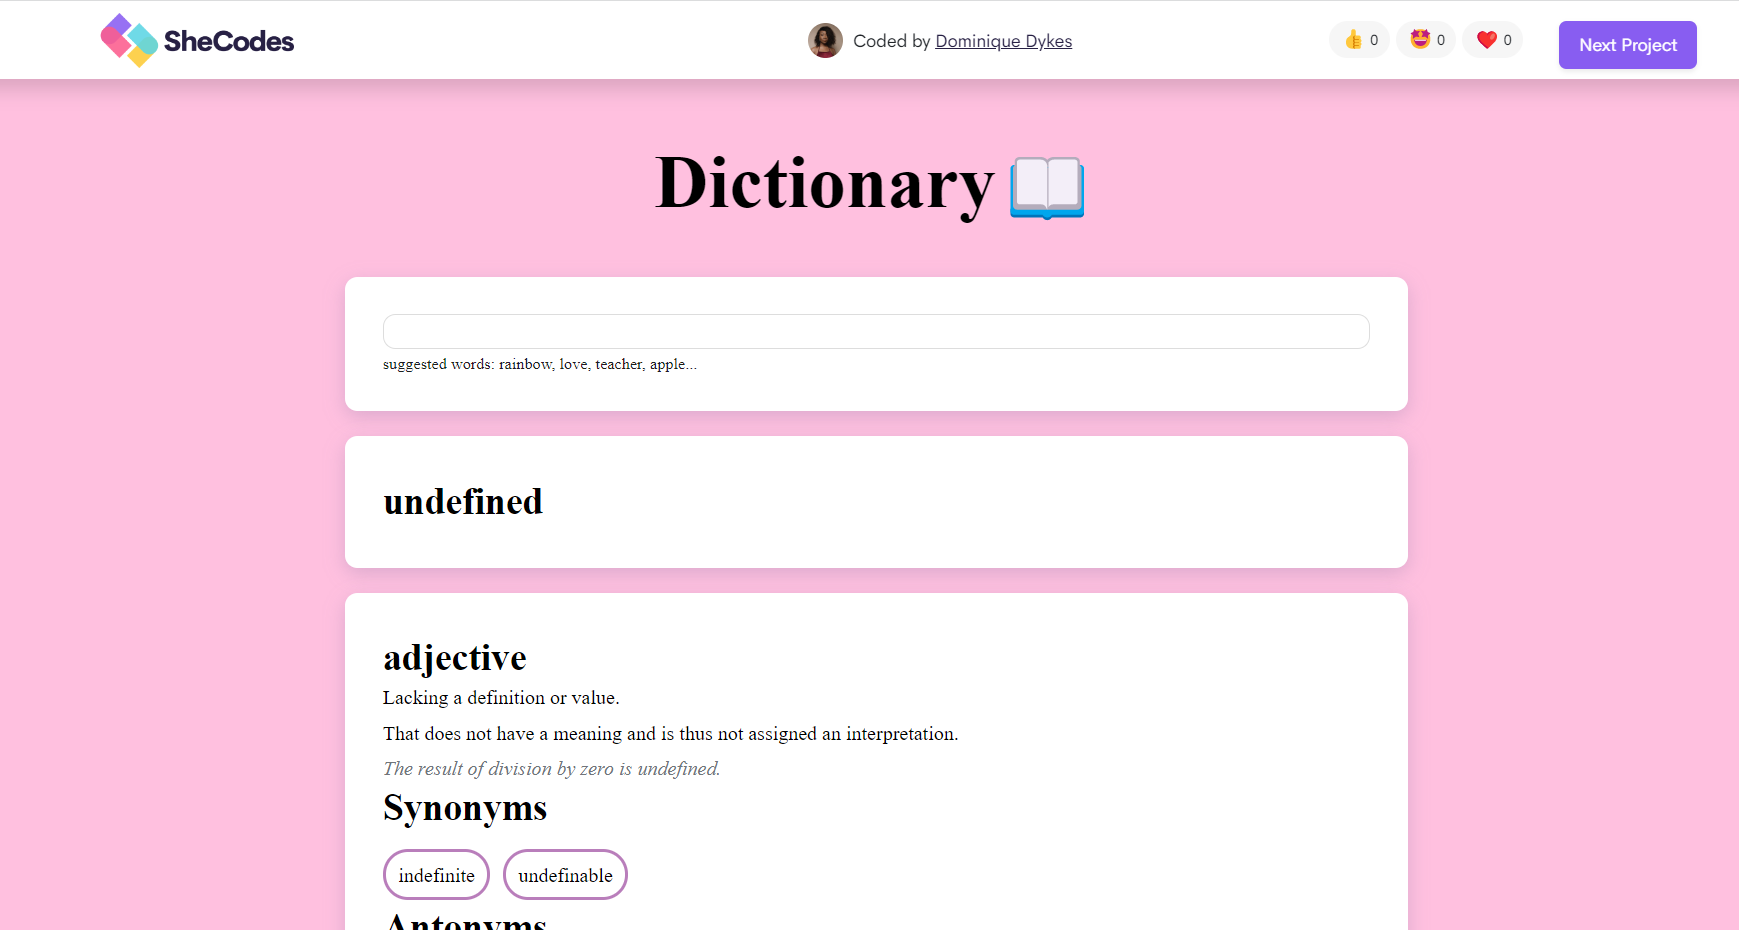 SheCodes
Coded by Dominique Dykes
👍 0 🤩 0 ❤️ 0
Next Project
Dictionary 📖
suggested words: rainbow, love, teacher, apple...
undefined
adjective
Lacking a definition or value.
That does not have a meaning and is thus not assigned an interpretation.
The result of division by zero is undefined.
Synonyms
indefinite undefinable
Antonyms